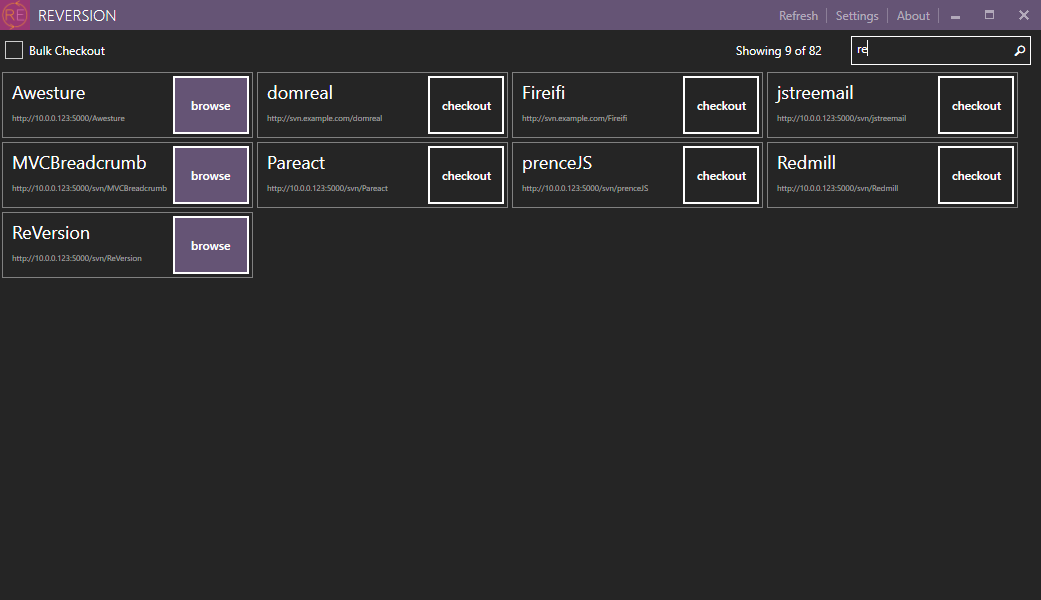 RE REVERSION Refresh Settings About
Bulk Checkout Showing 9 of 82 re
Awesture
http://10.0.0.123:5000/Awesture
browse
domreal
http://svn.example.com/domreal
checkout
Fireifi
http://svn.example.com/Fireifi
checkout
jstreemail
http://10.0.0.123:5000/svn/jstreemail
checkout
MVCBreadcrumb
http://10.0.0.123:5000/svn/MVCBreadcrumb
browse
Pareact
http://10.0.0.123:5000/svn/Pareact
checkout
prenceJS
http://10.0.0.123:5000/svn/prenceJS
checkout
Redmill
http://10.0.0.123:5000/svn/Redmill
checkout
ReVersion
http://10.0.0.123:5000/svn/ReVersion
browse